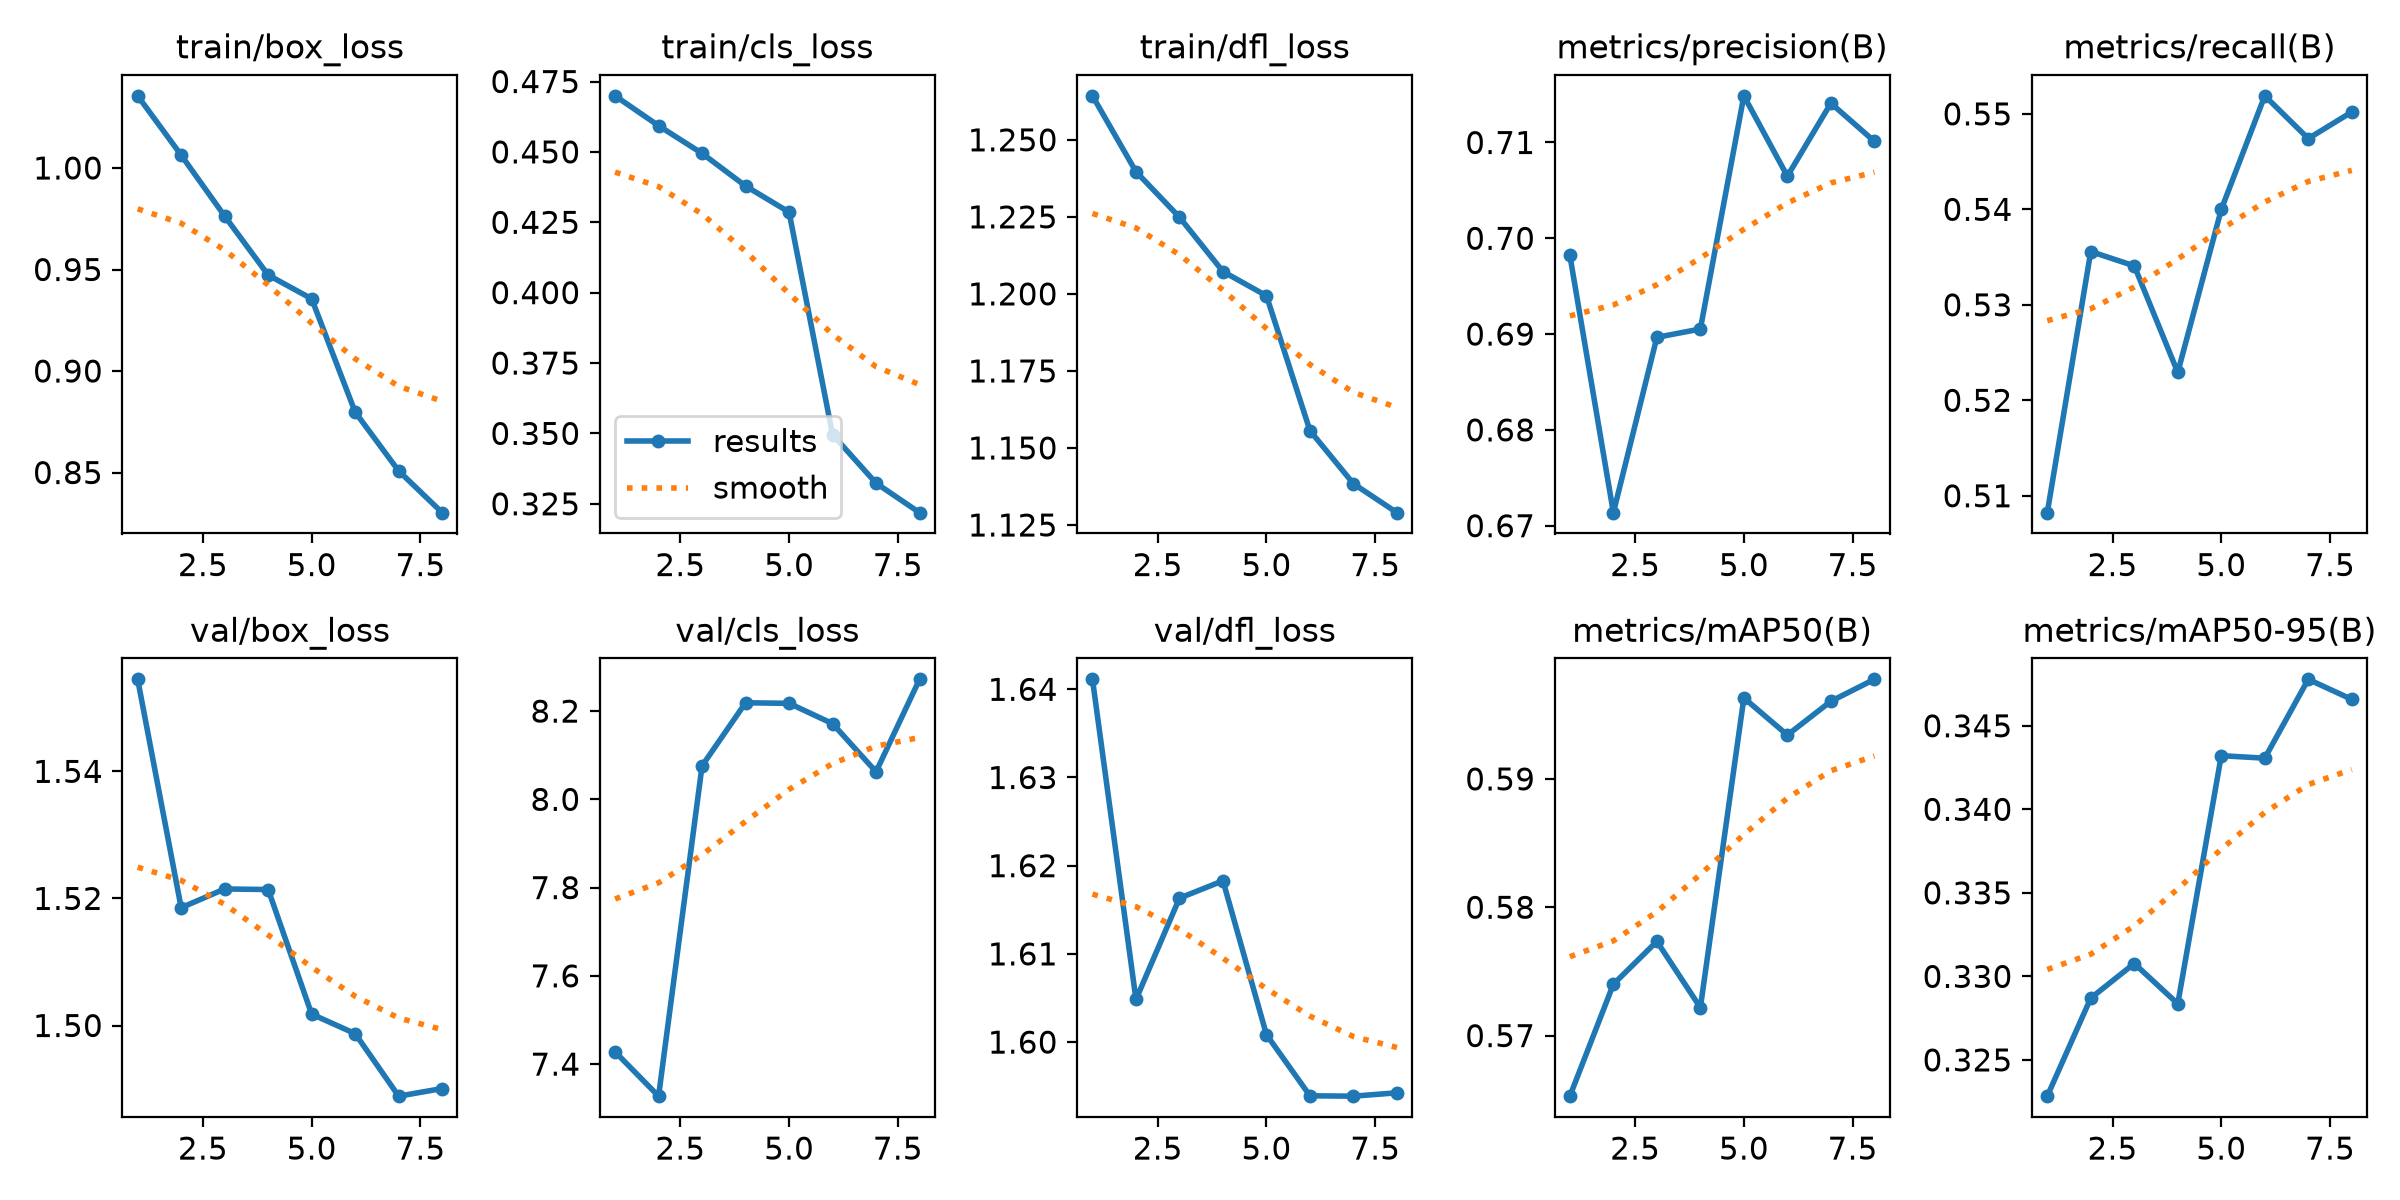 train/box_loss
1.00
0.95
0.90
0.85
2.5 5.0 7.5
train/cls_loss
0.475
0.450
0.425
0.400
0.375
0.350
0.325
results
smooth
2.5 5.0 7.5
train/dfl_loss
1.250
1.225
1.200
1.175
1.150
1.125
2.5 5.0 7.5
metrics/precision(B)
0.71
0.70
0.69
0.68
0.67
2.5 5.0 7.5
metrics/recall(B)
0.55
0.54
0.53
0.52
0.51
2.5 5.0 7.5
val/box_loss
1.54
1.52
1.50
2.5 5.0 7.5
val/cls_loss
8.2
8.0
7.8
7.6
7.4
2.5 5.0 7.5
val/dfl_loss
1.64
1.63
1.62
1.61
1.60
2.5 5.0 7.5
metrics/mAP50(B)
0.59
0.58
0.57
2.5 5.0 7.5
metrics/mAP50-95(B)
0.345
0.340
0.335
0.330
0.325
2.5 5.0 7.5